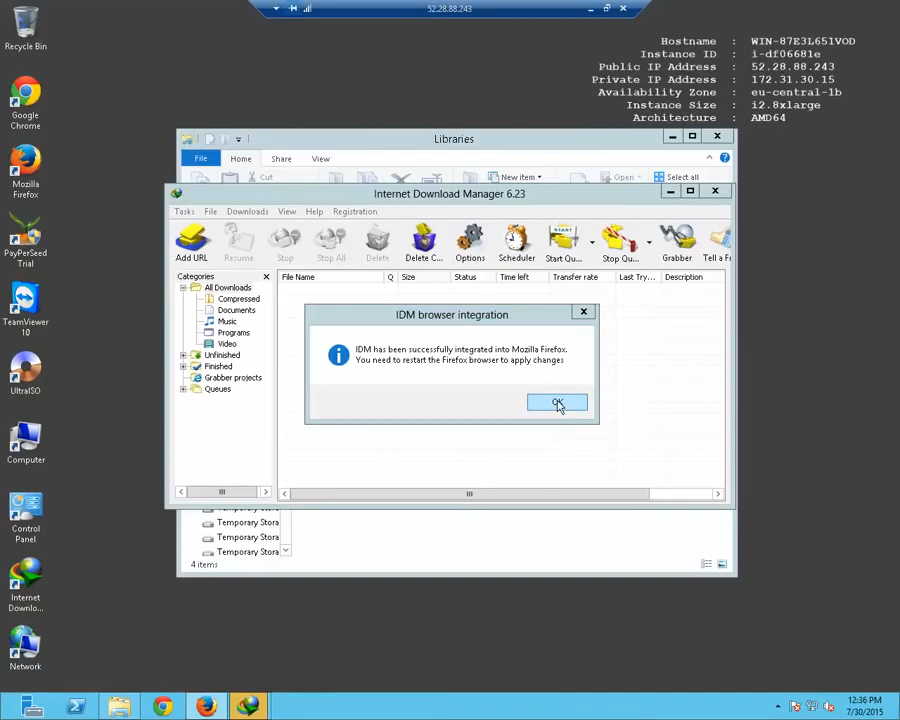 52.28.88.243
Recycle Bin
Google
Chrome
Mozilla
Firefox
PayPerSeed
Trial
TeamViewer
10
UltraISO
Computer
Control
Panel
Internet
Downlo...
Network
Hostname : WIN-87E3L651VOD
Instance ID : i-df06681e
Public IP Address : 52.28.88.243
Private IP Address : 172.31.30.15
Availability Zone : eu-central-1b
Instance Size : i2.8xlarge
Architecture : AMD64
Libraries
File Home Share View
Cut New item Open Select all
Internet Download Manager 6.23
Tasks File Downloads View Help Registration
Add URL Resume Stop Stop All Delete Delete C... Options Scheduler Start Qu... Stop Qu... Grabber Tell a Fr
Categories
All Downloads
Compressed
Documents
Music
Programs
Video
Unfinished
Finished
Grabber projects
Queues
File Name Q Size Status Time left Transfer rate Last Try... Description
IDM browser integration
IDM has been successfully integrated into Mozilla Firefox.
You need to restart the Firefox browser to apply changes
OK
Temporary Stora
Temporary Stora
Temporary Stora
Temporary Stora
4 items
12:36 PM
7/30/2015